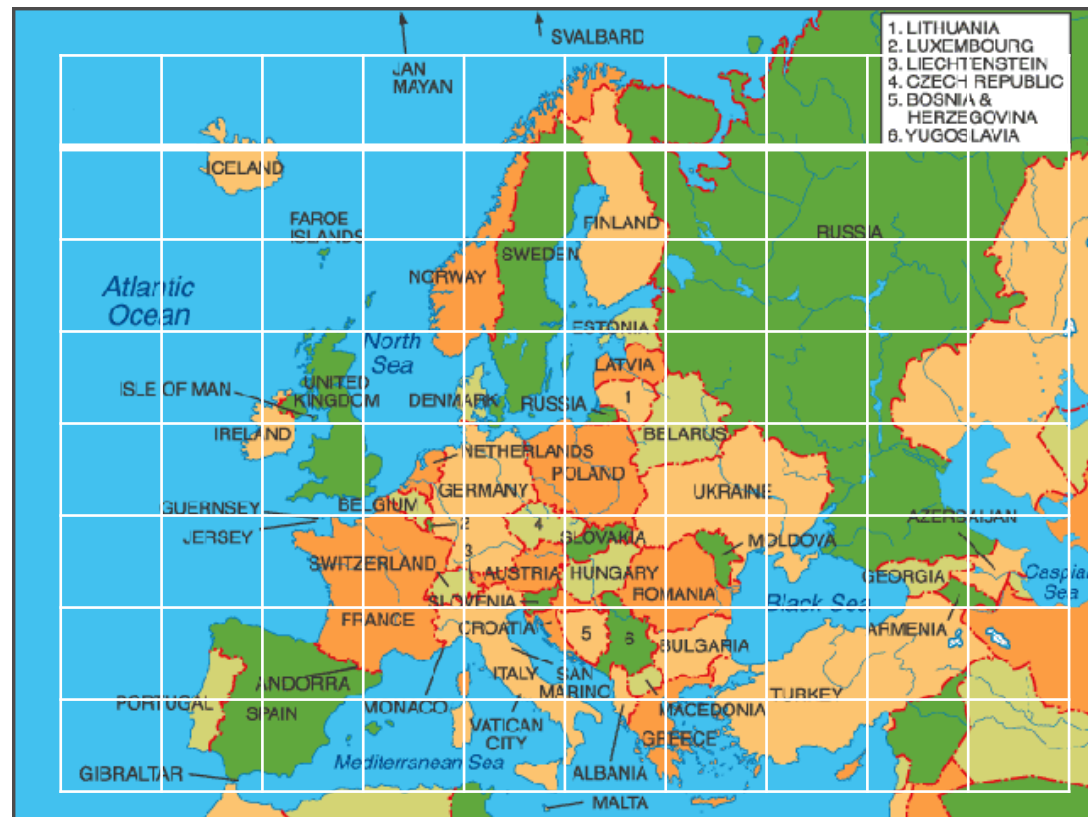 SVALBARD
JAN
MAYAN
1. LITHUANIA
2. LUXEMBOURG
3. LIECHTENSTEIN
4. CZECH REPUBLIC
5. BOSNIA &
HERZEGOVINA
6. YUGOSLAVIA
ICELAND
FAROE
ISLANDS
FINLAND
RUSSIA
SWEDEN
NORWAY
Atlantic
Ocean
ESTONIA
North
Sea
LATVIA
ISLE OF MAN
UNITED
KINGDOM
DENMARK
RUSSIA
1
IRELAND
BELARUS
NETHERLANDS
POLAND
GERMANY
UKRAINE
BELGIUM
GUERNSEY
JERSEY
2
4
SLOVAKIA
MOLDOVA
AZERBAIJAN
3
SWITZERLAND
AUSTRIA
HUNGARY
ROMANIA
GEORGIA
Caspian
Sea
SLOVENIA
Black Sea
FRANCE
CROATIA
5
6
BULGARIA
ARMENIA
ITALY
SAN
MARINO
ANDORRA
TURKEY
PORTUGAL
SPAIN
MONACO
VATICAN
CITY
MACEDONIA
GREECE
Mediterranean Sea
GIBRALTAR
ALBANIA
MALTA